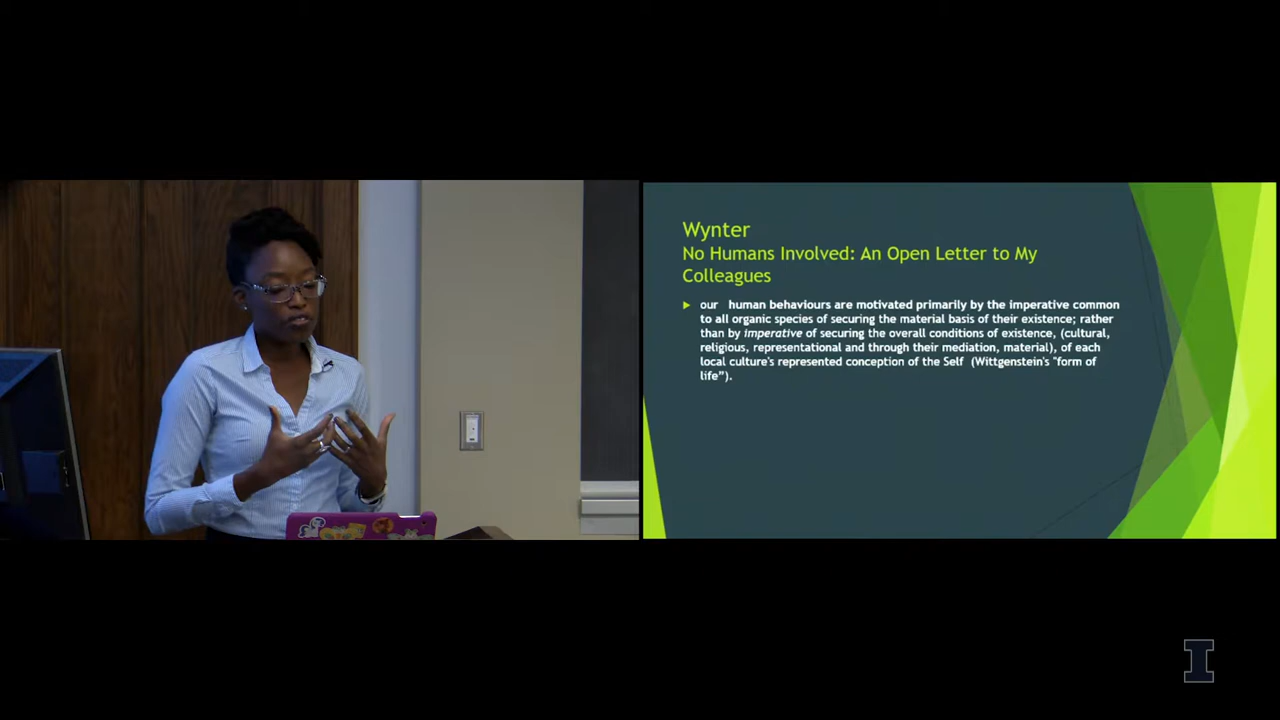 Wynter
No Humans Involved: An Open Letter to My
Colleagues
our human behaviours are motivated primarily by the imperative common
to all organic species of securing the material basis of their existence; rather
than by imperative of securing the overall conditions of existence, (cultural,
religious, representational and through their mediation, material), of each
local culture's represented conception of the Self (Wittgenstein's "form of
life”).
I